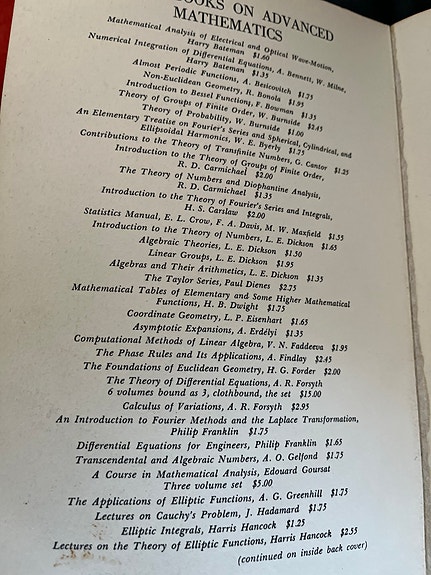 BOOKS ON ADVANCED
MATHEMATICS
Mathematical Analysis of Electrical and Optical Wave-Motion,
Harry Bateman $1.60
Numerical Integration of Differential Equations, A. Bennett, W. Milne,
Harry Bateman $1.35
Almost Periodic Functions, A. Besicovitch $1.75
Non-Euclidean Geometry, R. Bonola $1.95
Introduction to Bessel Functions, F. Bowman $1.35
Theory of Groups of Finite Order, W. Burnside $2.45
Theory of Probability, W. Burnside $1.00
An Elementary Treatise on Fourier's Series and Spherical, Cylindrical, and
Ellipsoidal Harmonics, W. E. Byerly $1.75
Contributions to the Theory of Transfinite Numbers, G. Cantor $1.25
Introduction to the Theory of Groups of Finite Order,
R. D. Carmichael $2.00
The Theory of Numbers and Diophantine Analysis,
R. D. Carmichael $1.35
Introduction to the Theory of Fourier's Series and Integrals,
H. S. Carslaw $2.00
Statistics Manual, E. L. Crow, F. A. Davis, M. W. Maxfield $1.55
Introduction to the Theory of Numbers, L. E. Dickson $1.65
Algebraic Theories, L. E. Dickson $1.50
Linear Groups, L. E. Dickson $1.95
Algebras and Their Arithmetics, L. E. Dickson $1.35
The Taylor Series, Paul Dienes $2.75
Mathematical Tables of Elementary and Some Higher Mathematical
Functions, H. B. Dwight $1.75
Coordinate Geometry, L. P. Eisenhart $1.65
Asymptotic Expansions, A. Erdélyi $1.35
Computational Methods of Linear Algebra, V. N. Faddeeva $1.95
The Phase Rules and Its Applications, A. Findlay $2.45
The Foundations of Euclidean Geometry, H. G. Forder $2.00
The Theory of Differential Equations, A. R. Forsyth
6 volumes bound as 3, clothbound, the set $15.00
Calculus of Variations, A. R. Forsyth $2.95
An Introduction to Fourier Methods and the Laplace Transformation,
Philip Franklin $1.75
Differential Equations for Engineers, Philip Franklin $1.65
Transcendental and Algebraic Numbers, A. O. Gelfond $1.75
A Course in Mathematical Analysis, Edouard Goursat
Three volume set $5.00
The Applications of Elliptic Functions, A. G. Greenhill $1.75
Lectures on Cauchy's Problem, J. Hadamard $1.75
Elliptic Integrals, Harris Hancock $1.25
Lectures on the Theory of Elliptic Functions, Harris Hancock $2.55
(continued on inside back cover)